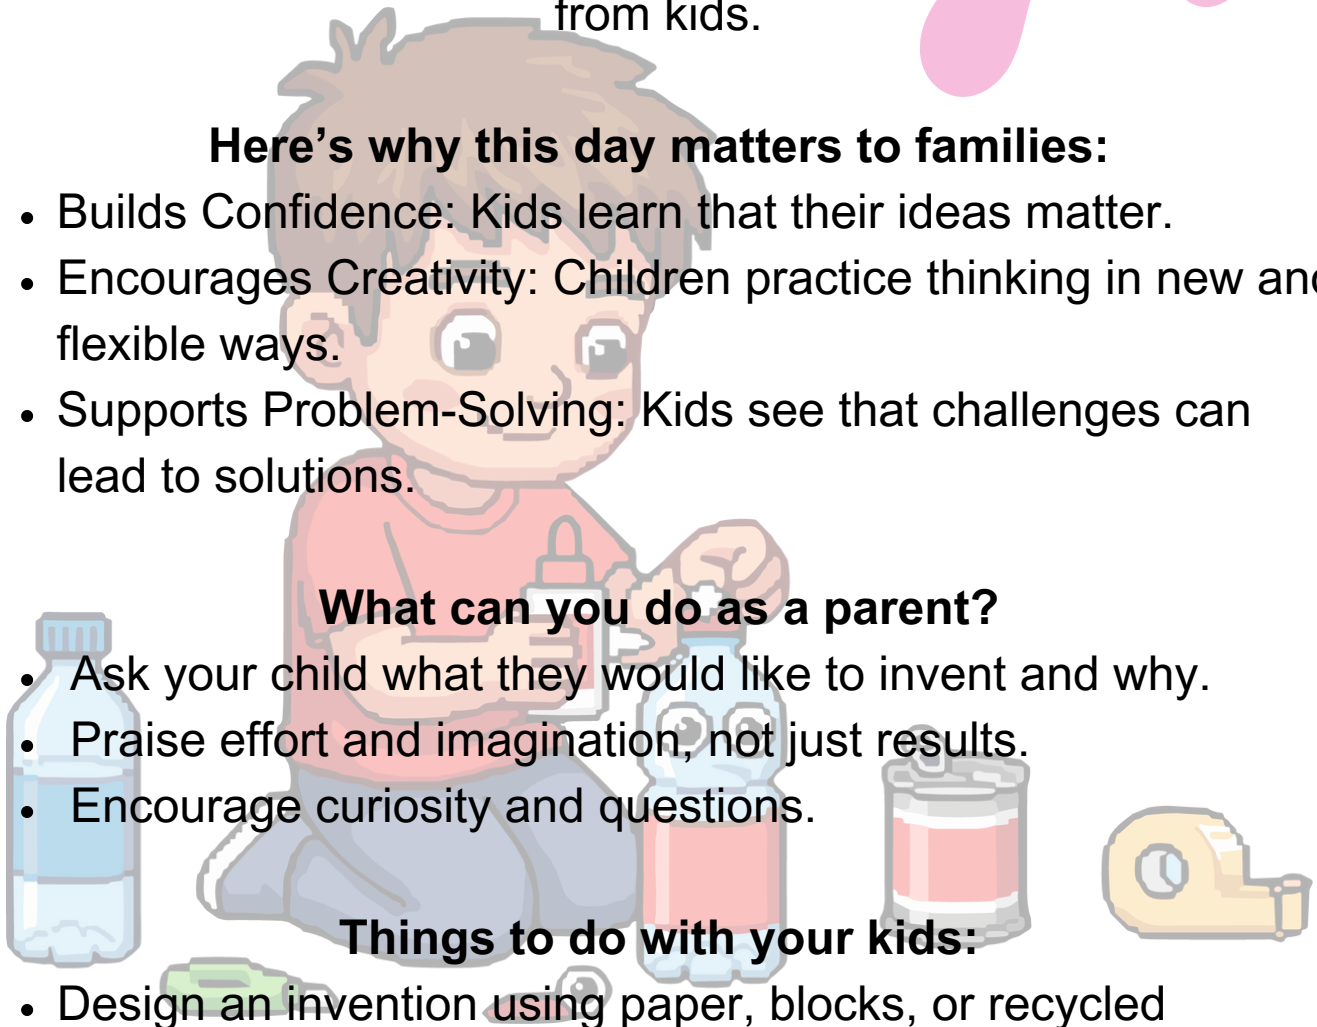 from kids.
Here’s why this day matters to families:
• Builds Confidence: Kids learn that their ideas matter.
• Encourages Creativity: Children practice thinking in new and
flexible ways.
• Supports Problem-Solving: Kids see that challenges can
lead to solutions.
What can you do as a parent?
• Ask your child what they would like to invent and why.
• Praise effort and imagination, not just results.
• Encourage curiosity and questions.
Things to do with your kids:
• Design an invention using paper, blocks, or recycled